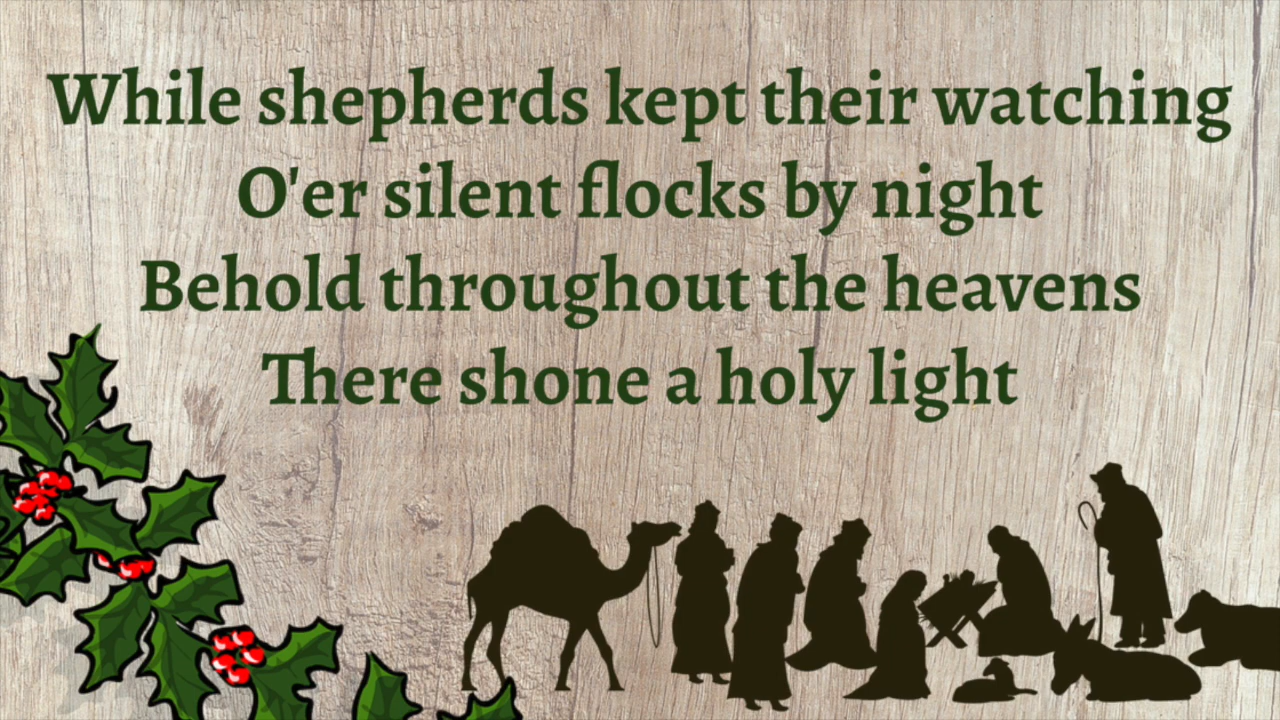 While shepherds kept their watching
O'er silent flocks by night
Behold throughout the heavens
There shone a holy light